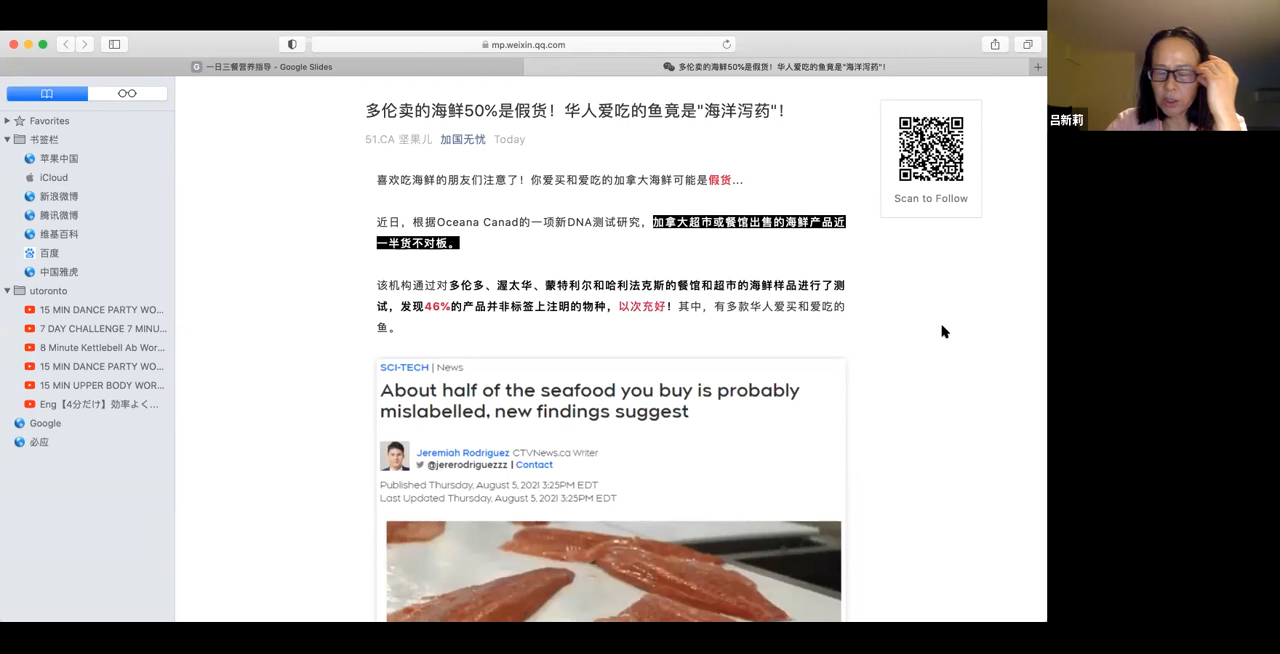 mp.weixin.qq.com
G 一日三餐营养指导 - Google Slides
多伦卖的海鲜50%是假货！华人爱吃的鱼竟是"海洋泻药"！
Favorites
书签栏
苹果中国
iCloud
新浪微博
腾讯微博
维基百科
百度
中国雅虎
utoronto
15 MIN DANCE PARTY WO...
7 DAY CHALLENGE 7 MINU...
8 Minute Kettlebell Ab Wor...
15 MIN DANCE PARTY WO...
15 MIN UPPER BODY WOR...
Eng【4分だけ】効率よく...
Google
必应
多伦卖的海鲜50%是假货！华人爱吃的鱼竟是"海洋泻药"！
51.CA 坚果儿 加国无忧 Today
喜欢吃海鲜的朋友们注意了！你爱买和爱吃的加拿大海鲜可能是假货...
近日，根据Oceana Canad的一项新DNA测试研究，加拿大超市或餐馆出售的海鲜产品近
一半货不对板。
该机构通过对多伦多、渥太华、蒙特利尔和哈利法克斯的餐馆和超市的海鲜样品进行了测
试，发现46%的产品并非标签上注明的物种，以次充好！其中，有多款华人爱买和爱吃的
鱼。
SCI-TECH | News
About half of the seafood you buy is probably
mislabelled, new findings suggest
Jeremiah Rodriguez CTVNews.ca Writer
@jererodriguezzz | Contact
Published Thursday, August 5, 2021 3:25PM EDT
Last Updated Thursday, August 5, 2021 3:25PM EDT
Scan to Follow
吕新莉